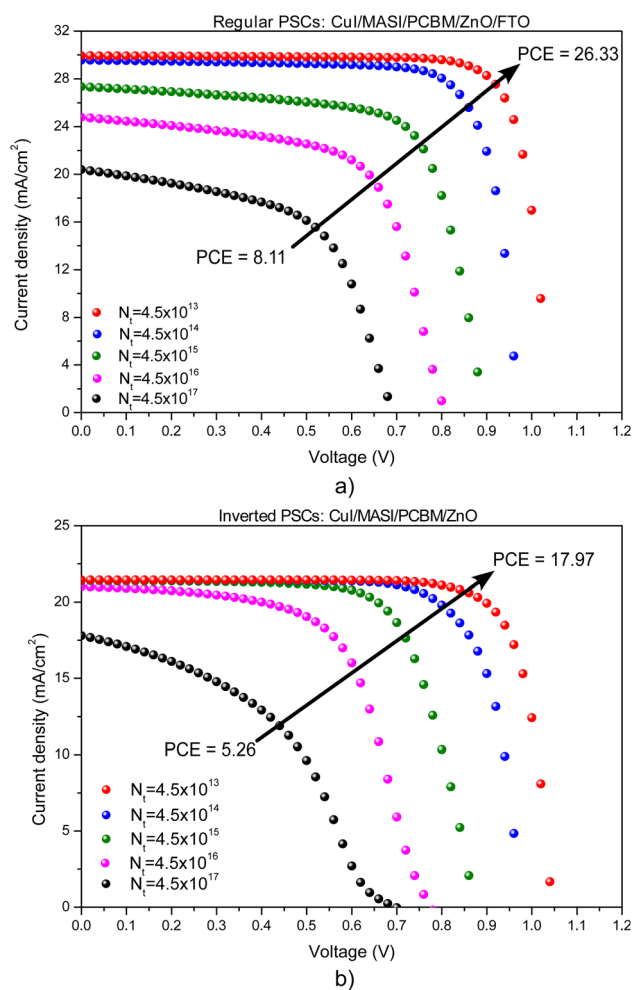 Regular PSCs: CuI/MASI/PCBM/ZnO/FTO
32
28
24
20
16
12
8
4
0
Current density (mA/cm²)
PCE = 26.33
PCE = 8.11
Nₜ=4.5x10¹³
Nₜ=4.5x10¹⁴
Nₜ=4.5x10¹⁵
Nₜ=4.5x10¹⁶
Nₜ=4.5x10¹⁷
0.0 0.1 0.2 0.3 0.4 0.5 0.6 0.7 0.8 0.9 1.0 1.1 1.2
Voltage (V)
a)
Inverted PSCs: CuI/MASI/PCBM/ZnO
25
20
15
10
5
0
Current density (mA/cm²)
PCE = 17.97
PCE = 5.26
Nₜ=4.5x10¹³
Nₜ=4.5x10¹⁴
Nₜ=4.5x10¹⁵
Nₜ=4.5x10¹⁶
Nₜ=4.5x10¹⁷
0.0 0.1 0.2 0.3 0.4 0.5 0.6 0.7 0.8 0.9 1.0 1.1 1.2
Voltage (V)
b)